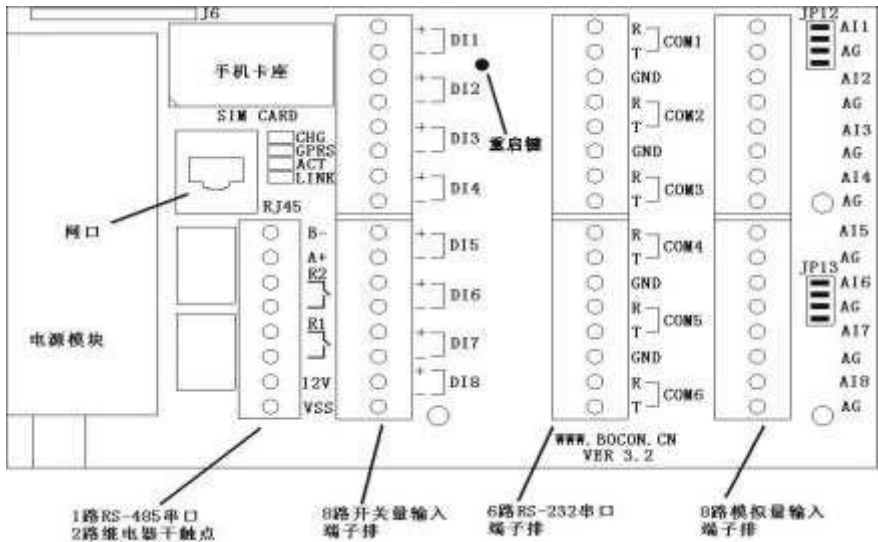 J6
手机卡座
SIM CARD
CHG
GPRS
ACT
LINK
RJ45
网口
电源模块
B-
A+
R2
R1
12V
VSS
+ DI1
+ DI2
+ DI3
+ DI4
+ DI5
+ DI6
+ DI7
+ DI8
重启键
R
T
COM1
GND
R
T
COM2
GND
R
T
COM3
R
T
COM4
GND
R
T
COM5
GND
R
T
COM6
JP12
AI1
AG
AI2
AG
AI3
AG
AI4
AG
AI5
AG
JP13
AI6
AG
AI7
AG
AI8
AG
WWW.BOCON.CN
VER 3.2
1路RS-485串口
2路继电器干触点
8路开关量输入
端子排
6路RS-232串口
端子排
8路模拟量输入
端子排